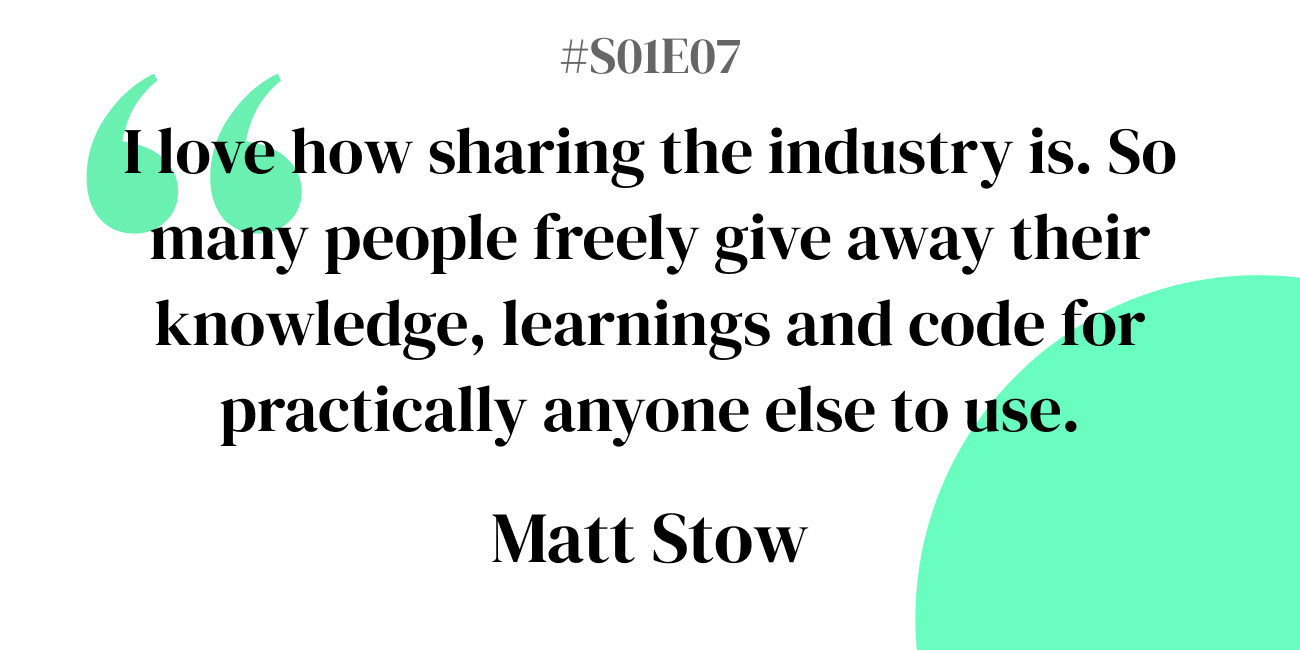 #S01E07
I love how sharing the industry is. So
many people freely give away their
knowledge, learnings and code for
practically anyone else to use.
Matt Stow